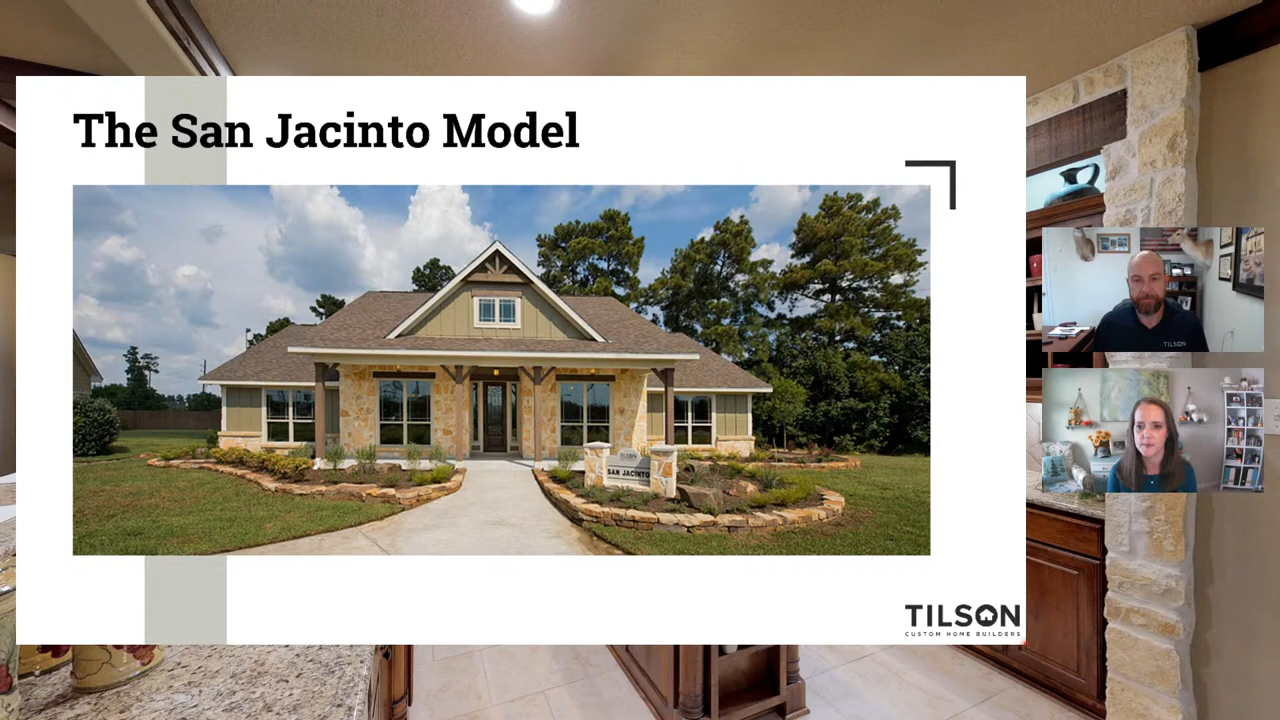 The San Jacinto Model
SAN JACINTO
TILSON
CUSTOM HOME BUILDERS
TILSON